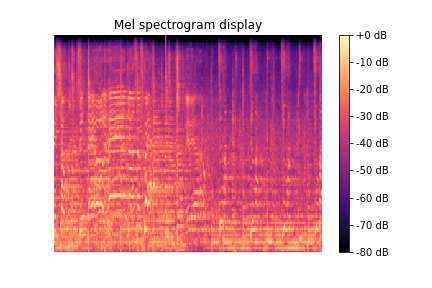 Mel spectrogram display
+0 dB
-10 dB
-20 dB
-30 dB
-40 dB
-50 dB
-60 dB
-70 dB
-80 dB